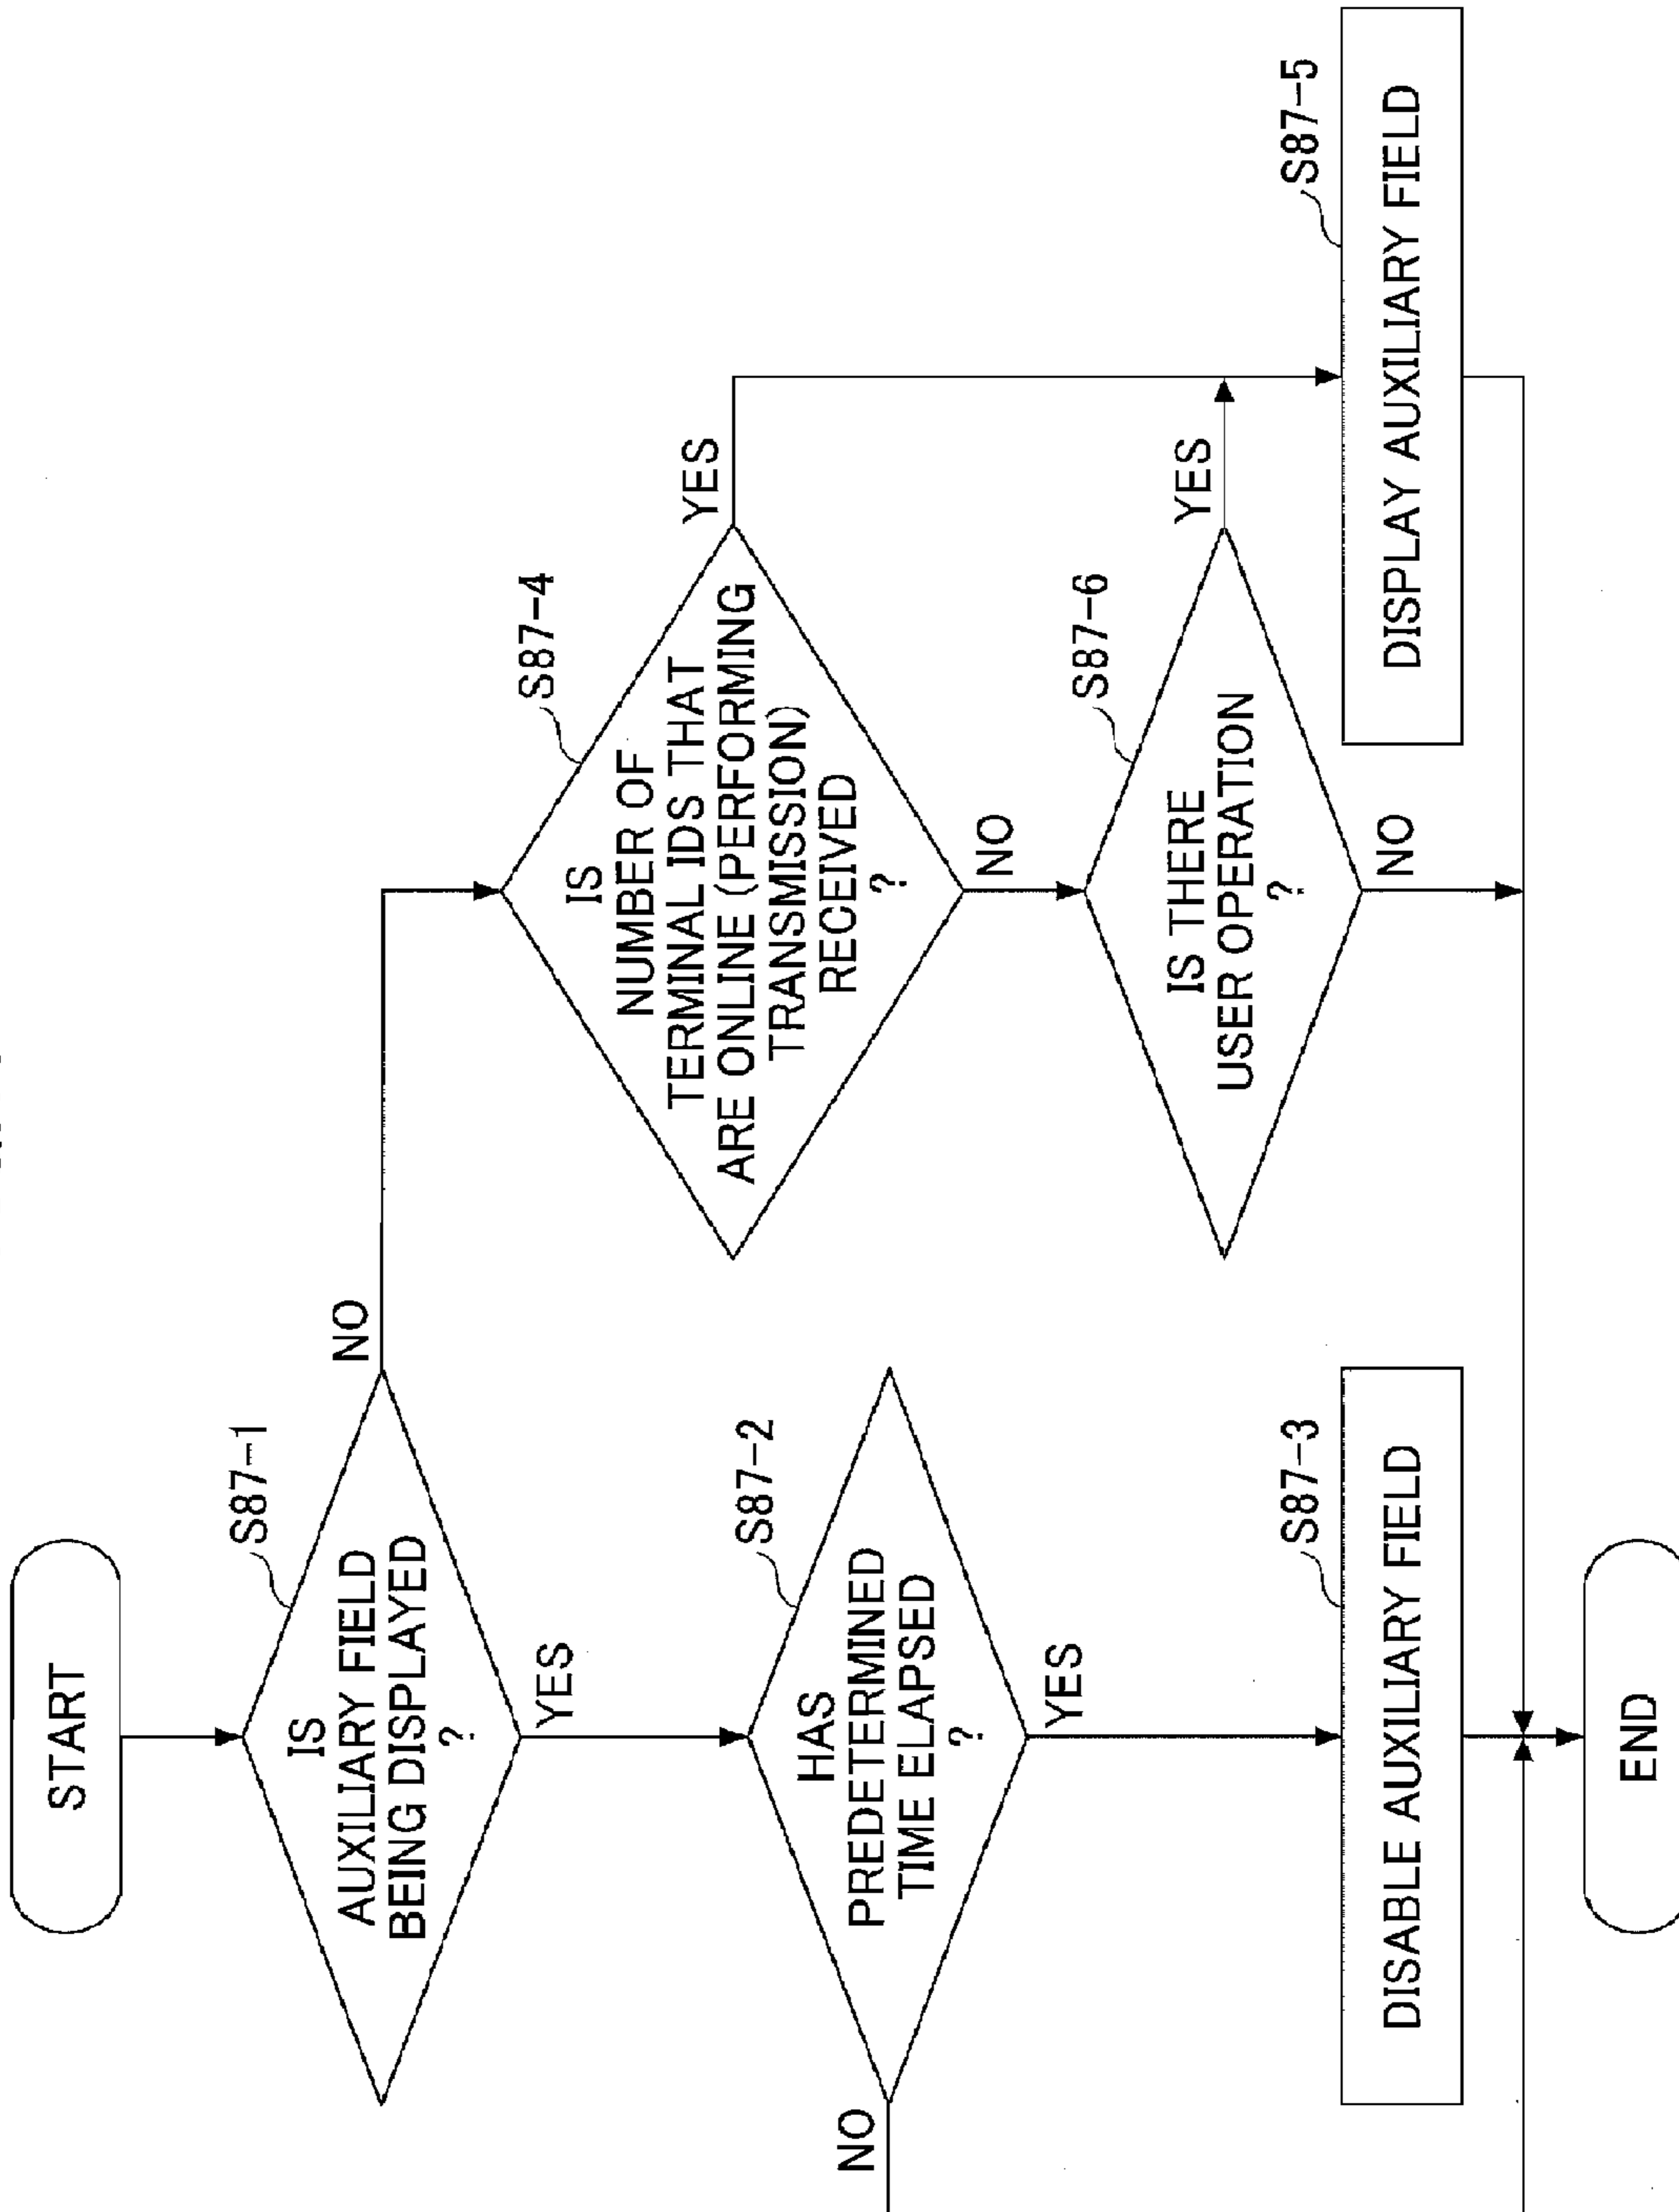 START
S87-1
IS
AUXILIARY FIELD
BEING DISPLAYED
?
NO
YES
S87-2
HAS
PREDETERMINED
TIME ELAPSED
?
NO
YES
S87-3
DISABLE AUXILIARY FIELD
S87-4
IS
NUMBER OF
TERMINAL IDS THAT
ARE ONLINE (PERFORMING
TRANSMISSION)
RECEIVED
?
YES
NO
S87-6
IS THERE
USER OPERATION
?
YES
NO
S87-5
DISPLAY AUXILIARY FIELD
END